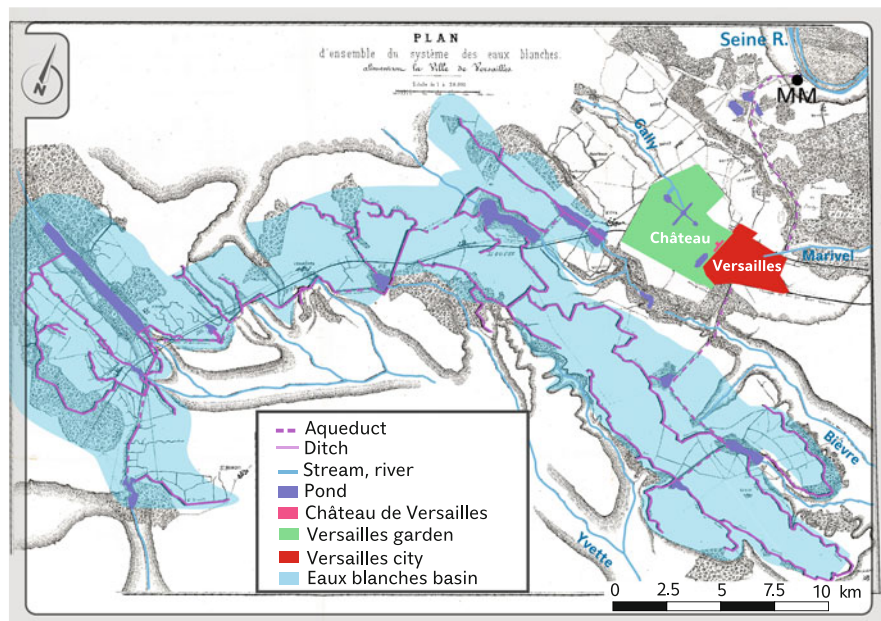 PLAN
d'ensemble du système des eaux blanches
alimentant la Ville de Versailles.
Seine R.
MM
Gally
Château
Versailles
Marivel
Bièvre
Yvette
Aqueduct
Ditch
Stream, river
Pond
Château de Versailles
Versailles garden
Versailles city
Eaux blanches basin
0 2.5 5 7.5 10 km